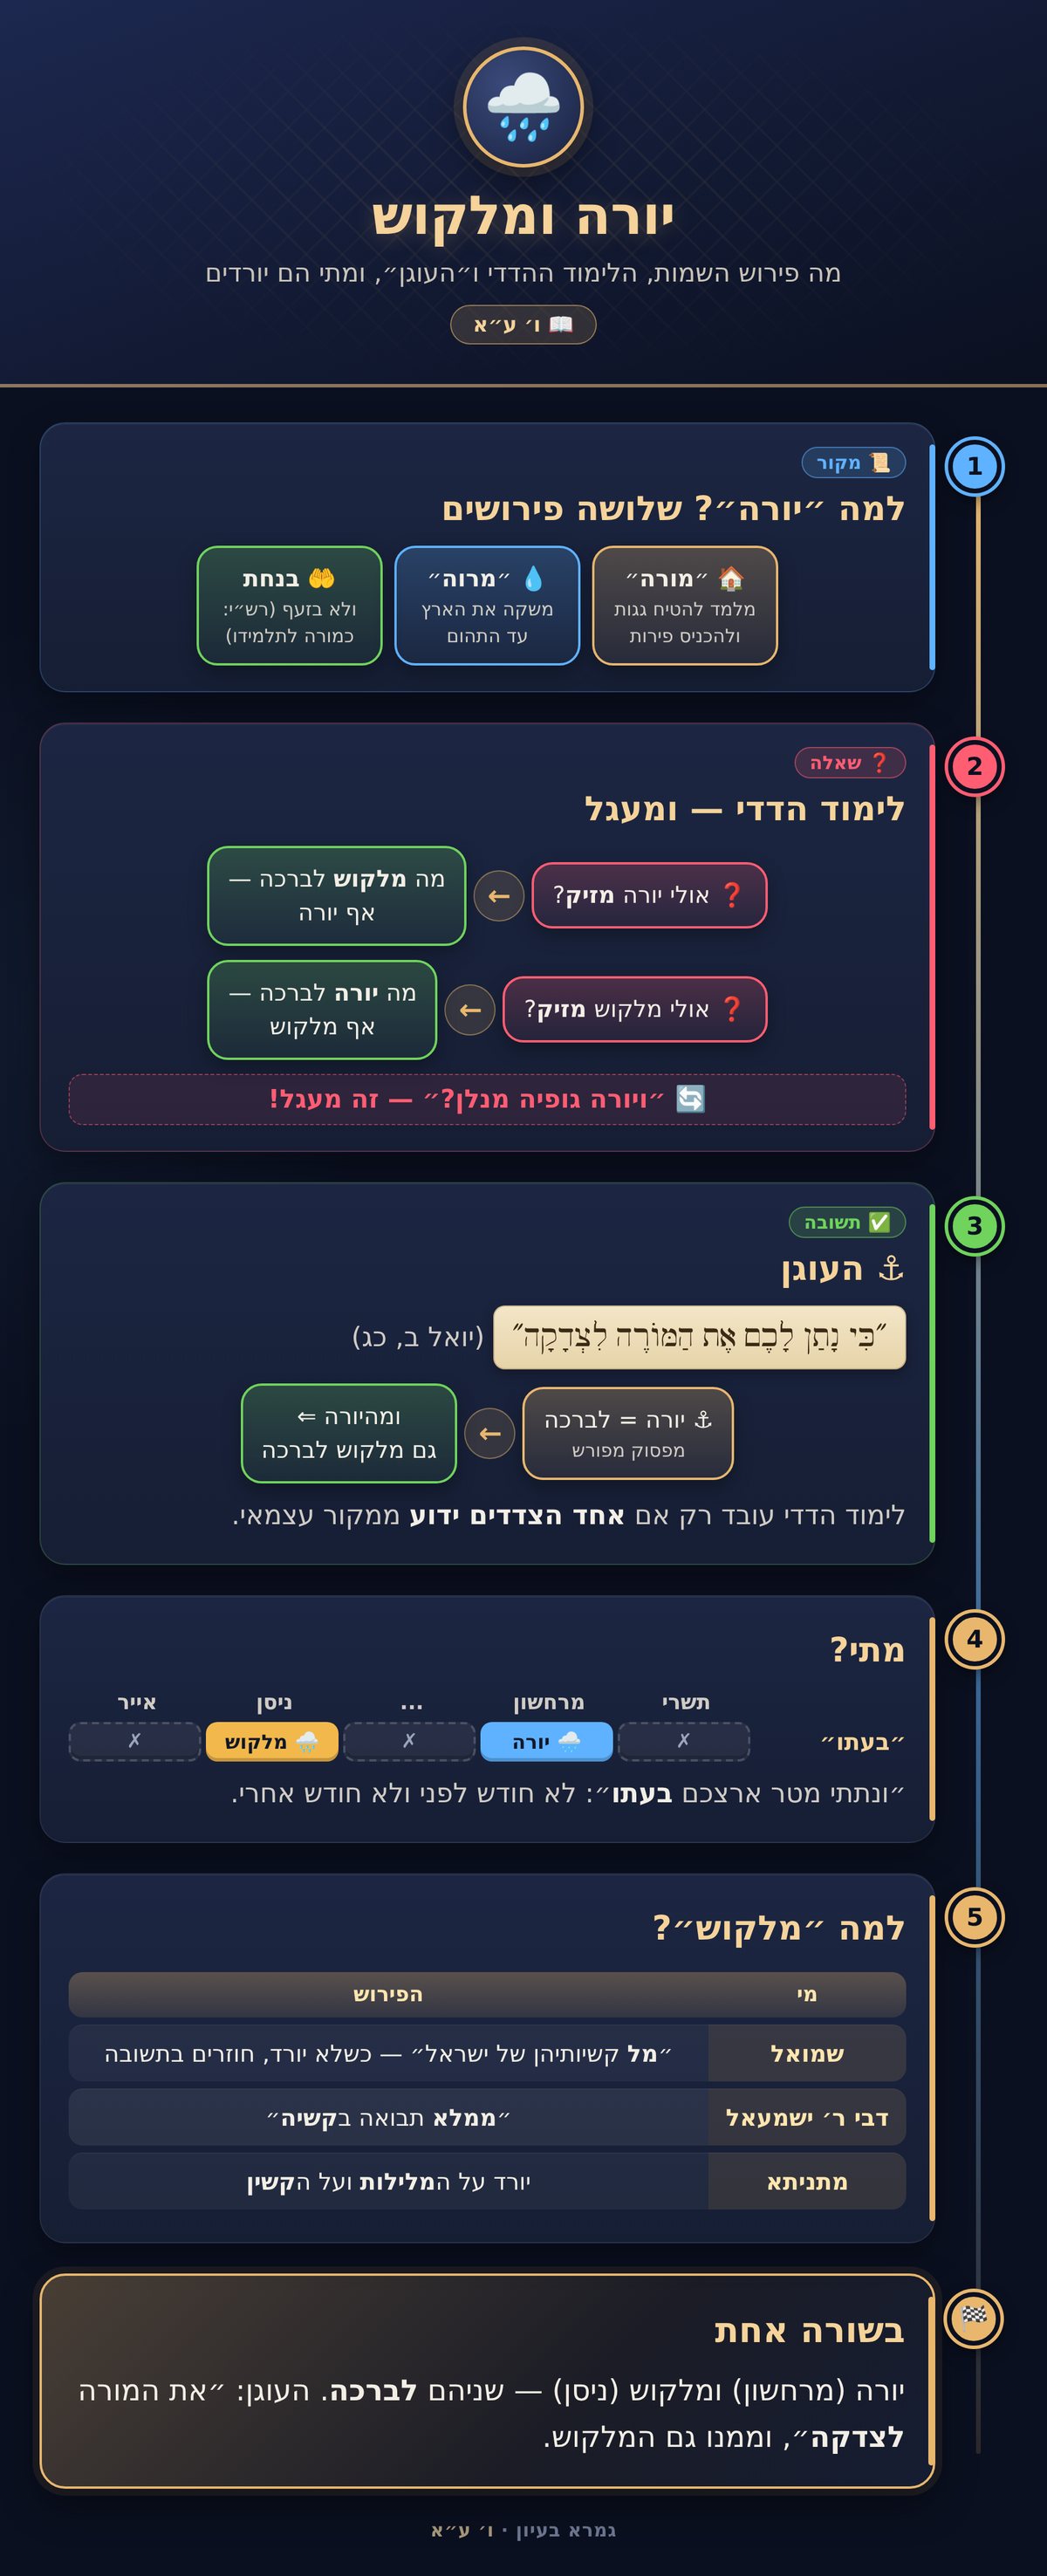 יורה ומלקוש
מה פירוש השמות, הלימוד ההדדי ו״העוגן״, ומתי הם יורדים
📖 ו׳ ע״א
1
📜 מקור
למה ״יורה״? שלושה פירושים
🏠 ״מורה״
מלמד להטיח גגות
ולהכניס פירות
💧 ״מרוה״
משקה את הארץ
עד התהום
🤲 בנחת
ולא בזעף (רש״י:
כמורה לתלמידו)
2
❓ שאלה
לימוד הדדי — ומעגל
❓ אולי יורה מזיק?
←
מה מלקוש לברכה —
אף יורה
❓ אולי מלקוש מזיק?
←
מה יורה לברכה —
אף מלקוש
🔄 ״ויורה גופיה מנלן?״ — זה מעגל!
3
✅ תשובה
⚓ העוגן
״כִּי נָתַן לָכֶם אֶת הַמּוֹרֶה לִצְדָקָה״ (יואל ב, כג)
⚓ יורה = לברכה
מפסוק מפורש
←
ומהיורה ⇐
גם מלקוש לברכה
לימוד הדדי עובד רק אם אחד הצדדים ידוע ממקור עצמאי.
4
מתי?
תשרי מרחשון ... ניסן אייר
״בעתו״ ✗ 🌧️ יורה ✗ 🌧️ מלקוש ✗
״ונתתי מטר ארצכם בעתו״: לא חודש לפני ולא חודש אחרי.
5
למה ״מלקוש״?
מי הפירוש
שמואל ״מל קשיותיהן של ישראל״ — כשלא יורד, חוזרים בתשובה
דבי ר׳ ישמעאל ״ממלא תבואה בקשיה״
מתניתא יורד על המלילות ועל הקשין
🏁
בשורה אחת
יורה (מרחשון) ומלקוש (ניסן) — שניהם לברכה. העוגן: ״את המורה
לצדקה״, וממנו גם המלקוש.
גמרא בעיון · ו׳ ע״א